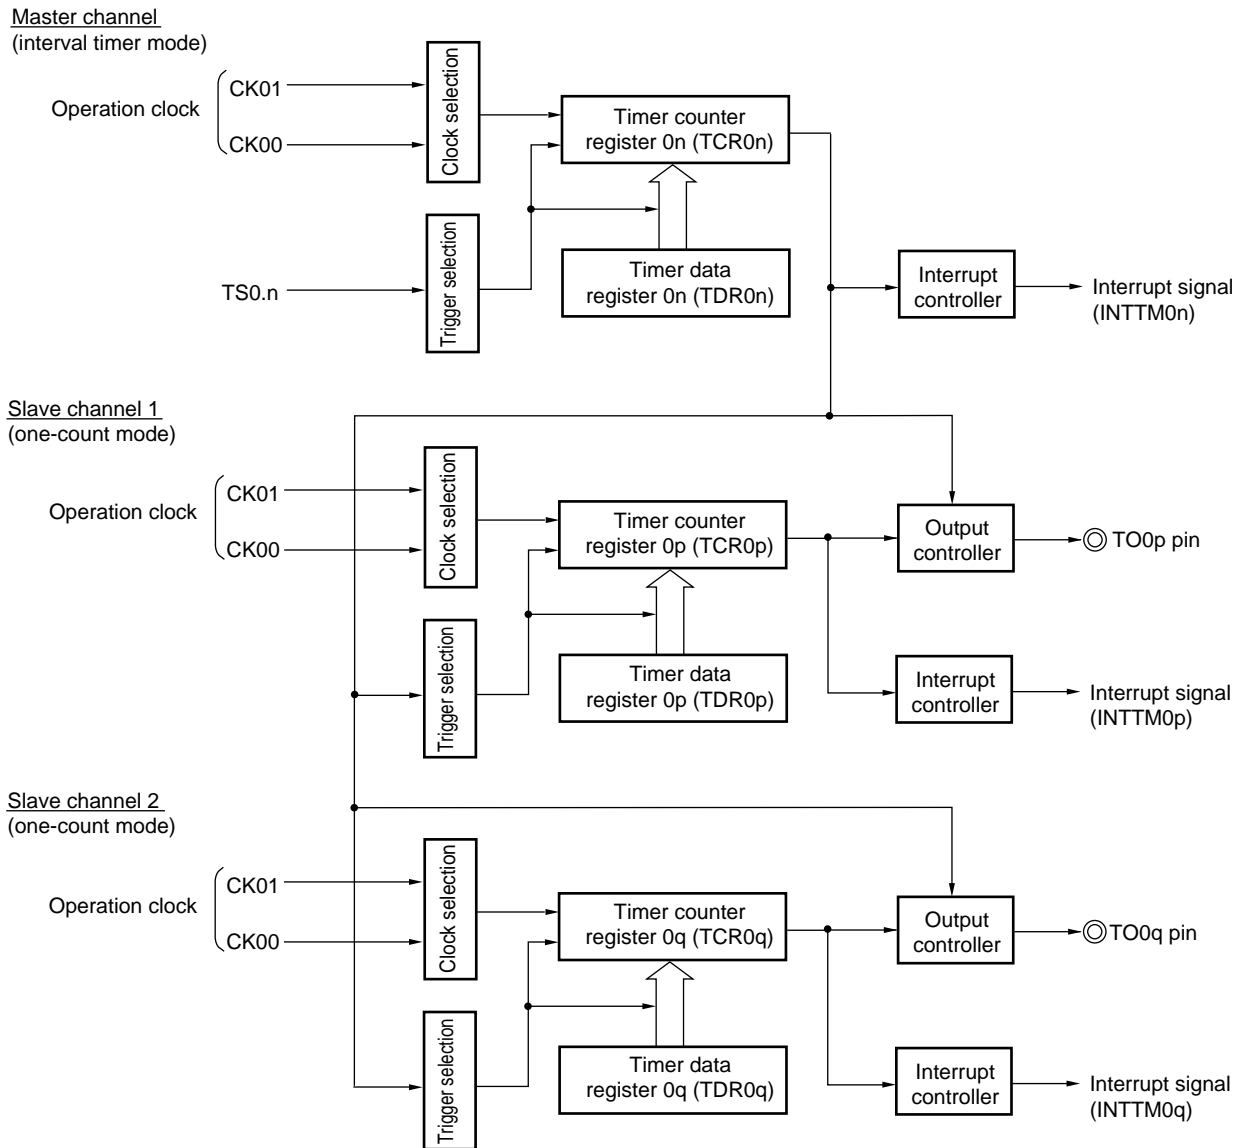 Master channel
(interval timer mode)
Operation clock
CK01
CK00
Clock selection
Timer counter
register 0n (TCR0n)
TS0.n
Trigger selection
Timer data
register 0n (TDR0n)
Interrupt
controller
Interrupt signal
(INTTM0n)
Slave channel 1
(one-count mode)
Operation clock
CK01
CK00
Clock selection
Timer counter
register 0p (TCR0p)
Output
controller
TO0p pin
Trigger selection
Timer data
register 0p (TDR0p)
Interrupt
controller
Interrupt signal
(INTTM0p)
Slave channel 2
(one-count mode)
Operation clock
CK01
CK00
Clock selection
Timer counter
register 0q (TCR0q)
Output
controller
TO0q pin
Trigger selection
Timer data
register 0q (TDR0q)
Interrupt
controller
Interrupt signal
(INTTM0q)